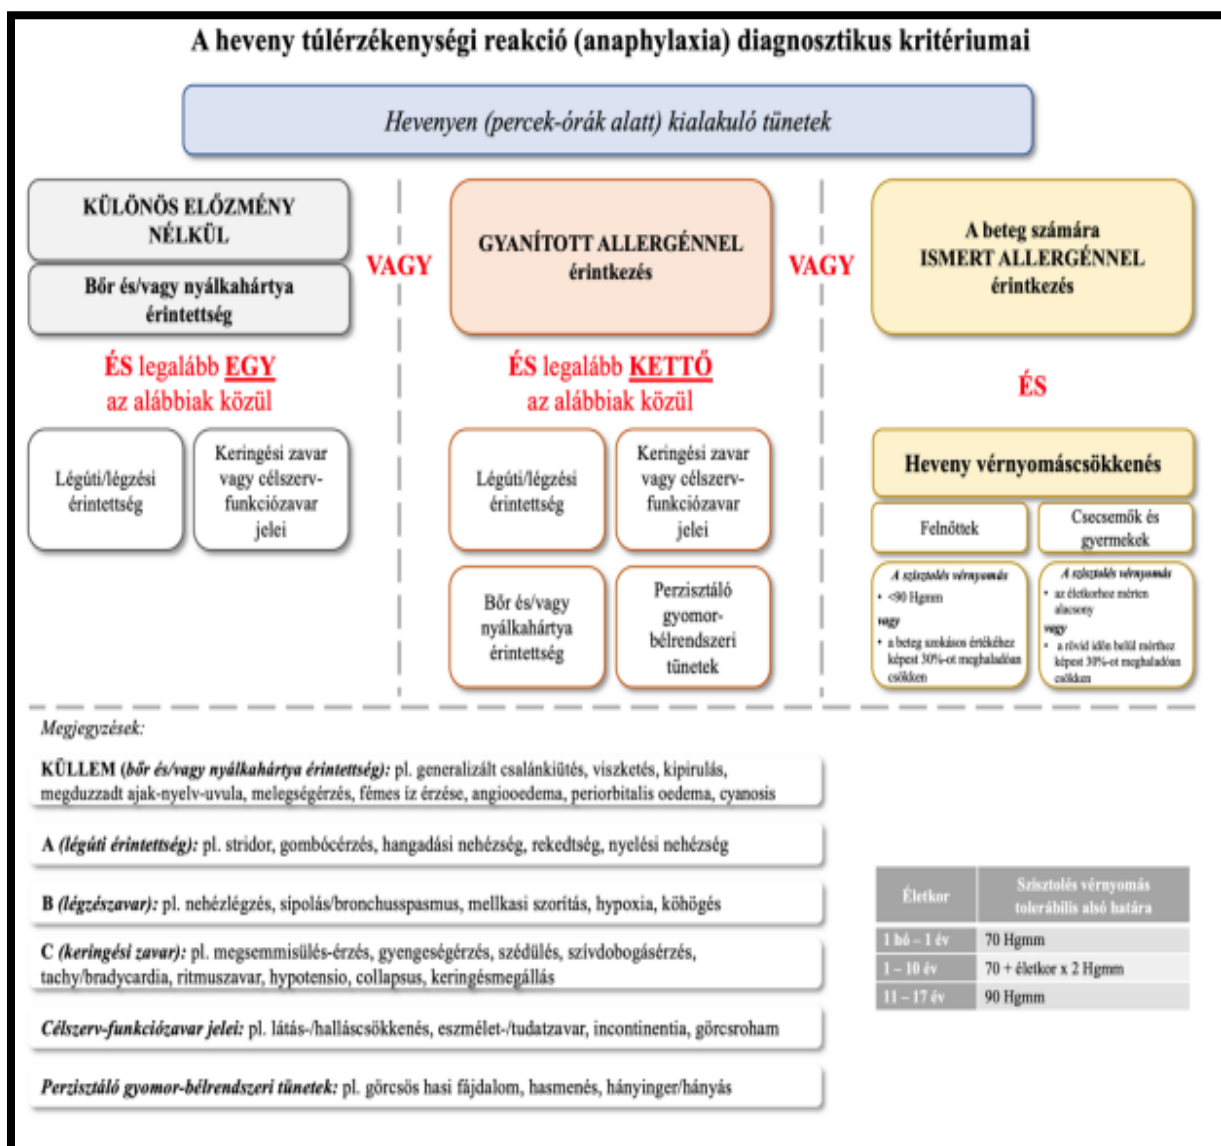 A heveny túlérzékenységi reakció (anaphylaxia) diagnosztikus kritériumai
Hevenyen (percek-órák alatt) kialakuló tünetek
KÜLÖNÖS ELŐZMÉNY
NÉLKÜL
Bőr és/vagy nyálkahártya
érintettség
ÉS legalább EGY
az alábbiak közül
Légúti/légzési
érintettség
Keringési zavar
vagy célszerv-
funkciózavar
jelei
VAGY
GYANÍTOTT ALLERGÉNNEL
érintkezés
ÉS legalább KETTŐ
az alábbiak közül
Légúti/légzési
érintettség
Keringési zavar
vagy célszerv-
funkciózavar
jelei
Bőr és/vagy
nyálkahártya
érintettség
Perzisztáló
gyomor-
bélrendszeri
tünetek
VAGY
A beteg számára
ISMERT ALLERGÉNNEL
érintkezés
ÉS
Heveny vérnyomáscsökkenés
Felnőttek
A szisztolés vérnyomás
• <90 Hgmm
vagy
• a beteg szokásos értékéhez
képest 30%-ot meghaladóan
csökken
Csecsemők és
gyermekek
A szisztolés vérnyomás
• az életkorhoz mérten
alacsony
vagy
• a rövid időn belül mérthez
képest 30%-ot meghaladóan
csökken
Megjegyzések:
KÜLLEM (bőr és/vagy nyálkahártya érintettség): pl. generalizált csalánkiütés, viszketés, kipirulás,
megduzzadt ajak-nyelv-uvula, melegségérzés, fémes íz érzése, angiooedema, periorbitalis oedema, cyanosis
A (légúti érintettség): pl. stridor, gombócérzés, hangadási nehézség, rekedtség, nyelési nehézség
B (légzészavar): pl. nehézlégzés, sípolás/bronchusspasmus, mellkasi szorítás, hypoxia, köhögés
C (keringési zavar): pl. megsemmisülés-érzés, gyengeségérzés, szédülés, szívdobogásérzés,
tachy/bradycardia, ritmuszavar, hypotensio, collapsus, keringésmegállás
Célszerv-funkciózavar jelei: pl. látás-/halláscsökkenés, eszmélet-/tudatzavar, incontinentia, görcsroham
Perzisztáló gyomor-bélrendszeri tünetek: pl. görcsös hasi fájdalom, hasmenés, hányinger/hányás
Életkor
Szisztolés vérnyomás
tolerábilis alsó határa
1 hó – 1 év 70 Hgmm
1 – 10 év 70 + életkor x 2 Hgmm
11 – 17 év 90 Hgmm